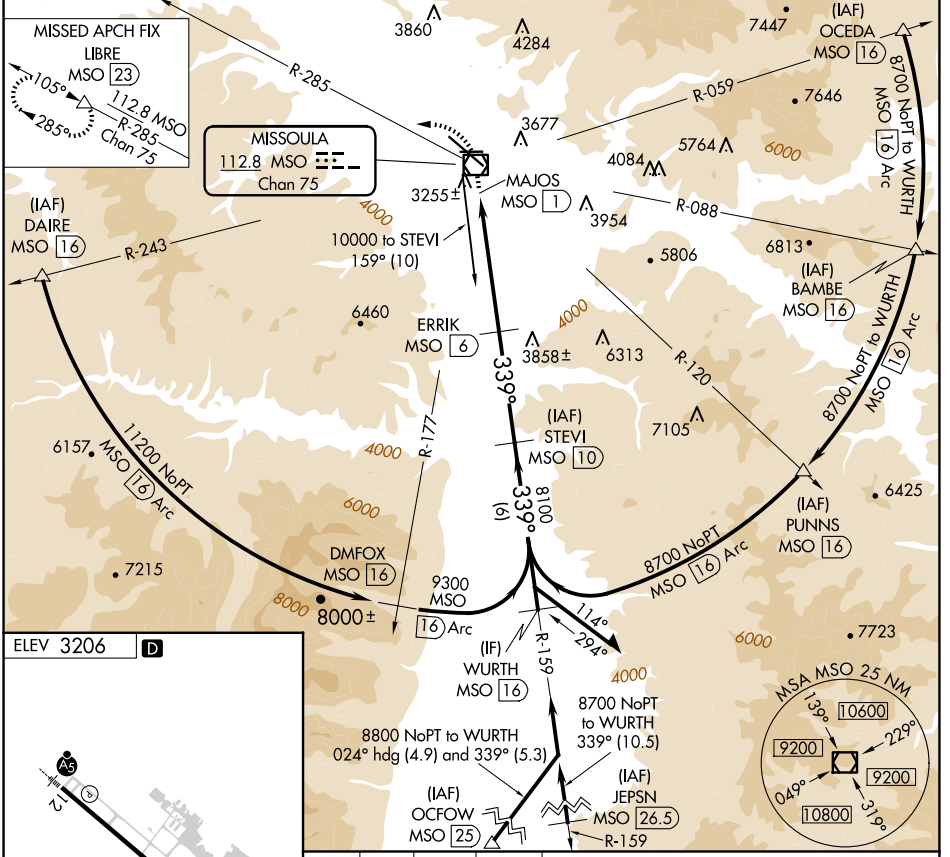 MISSED APCH FIX
LIBRE
MSO 23
105°
285°
112.8 MSO
R-285
Chan 75
R-285
3860
4284
7447
(IAF)
OCEDA
MSO 16
8700 NoPT to WURTH
MSO 16 Arc
R-059
7646
6000
MISSOULA
112.8 MSO
Chan 75
3677
4084
5764
3255±
MAJOS
MSO 1
3954
R-088
4000
(IAF)
DAIRE
MSO 16
R-243
10000 to STEVI
159° (10)
5806
6813
(IAF)
BAMBE
MSO 16
6460
ERRIK
MSO 6
3858±
6313
4000
R-120
8700 NoPT to WURTH
MSO 16 Arc
339°
R-177
7105
(IAF)
STEVI
MSO 10
6157
11200 NoPT
MSO 16 Arc
4000
6000
339°
8100
(6)
6425
(IAF)
PUNNS
MSO 16
8700 NoPT
MSO 16 Arc
7215
DMFOX
MSO 16
8000
8000±
9300
MSO
16 Arc
114°
294°
6000
7723
(IF)
WURTH
MSO 16
R-159
4000
ELEV 3206 D
A5
12
P
8800 NoPT to WURTH
024° hdg (4.9) and 339° (5.3)
8700 NoPT
to WURTH
339° (10.5)
(IAF)
OCFOW
MSO 25
(IAF)
JEPSN
MSO 26.5
R-159
MSA MSO 25 NM
139°
10600
229°
9200
9200
049°
10800
319°